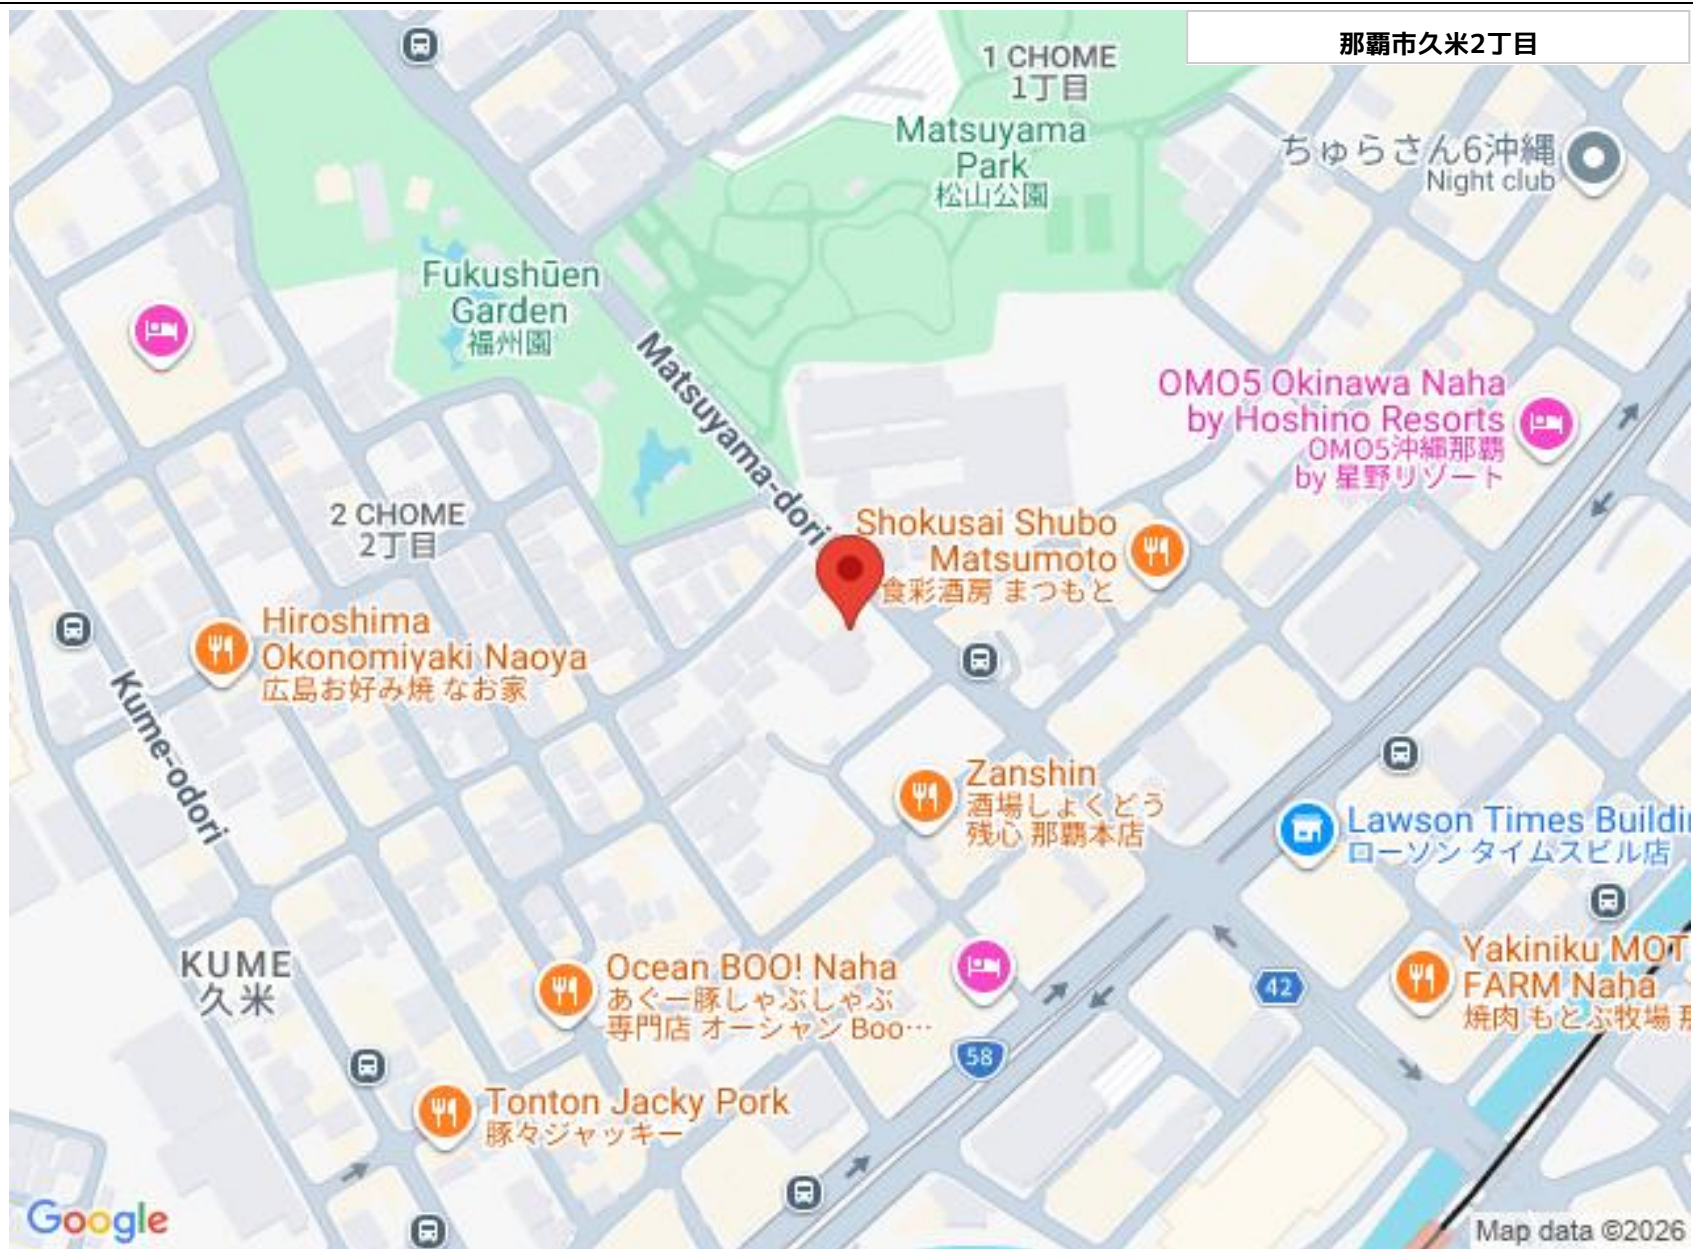 那覇市久米2丁目
1 CHOME
1丁目
Matsuyama
Park
松山公園
ちゅらさん6沖縄
Night club
Fukushūen
Garden
福州園
Matsuyama-dori
OMO5 Okinawa Naha
by Hoshino Resorts
OMO5沖縄那覇
by 星野リゾート
2 CHOME
2丁目
Shokusai Shubo
Matsumoto
食彩酒房 まつもと
Hiroshima
Okonomiyaki Naoya
広島お好み焼 なお家
Kume-odori
Zanshin
酒場しょくどう
残心 那覇本店
Lawson Times Buildi
ローソン タイムスビル店
KUME
久米
Ocean BOO! Naha
あぐー豚しゃぶしゃぶ
専門店 オーシャン Boo…
42
Yakiniku MOT
FARM Naha
焼肉 もとぶ牧場
58
Tonton Jacky Pork
豚々ジャッキー
Google
Map data ©2026